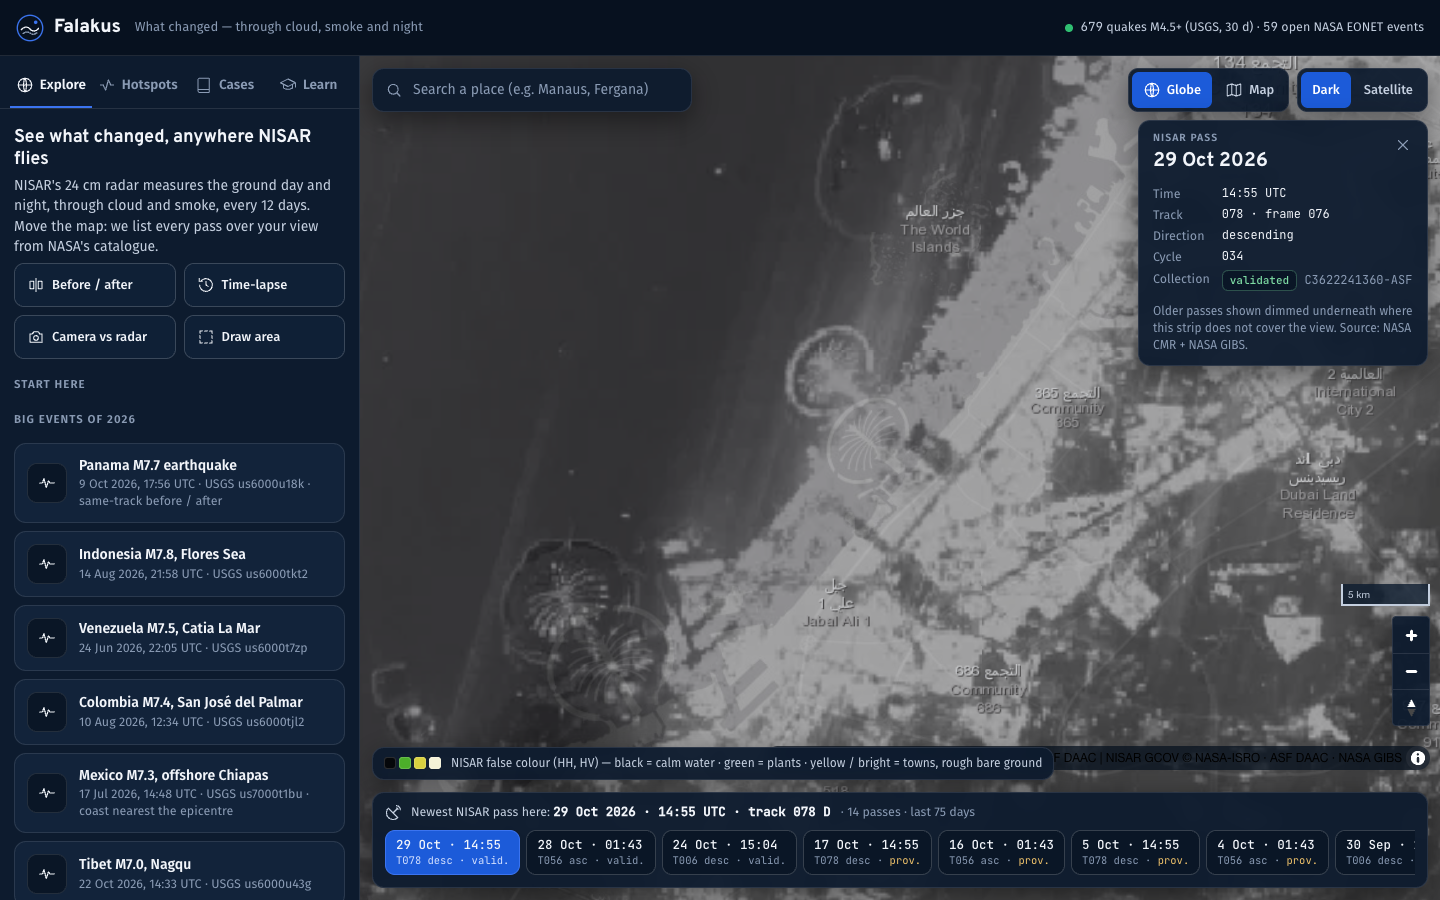 Falakus
What changed — through cloud, smoke and night
679 quakes M4.5+ (USGS, 30 d) · 59 open NASA EONET events
Explore
Hotspots
Cases
Learn
See what changed, anywhere NISAR
flies
NISAR's 24 cm radar measures the ground day and
night, through cloud and smoke, every 12 days.
Move the map: we list every pass over your view
from NASA's catalogue.
Before / after
Time-lapse
Camera vs radar
Draw area
START HERE
BIG EVENTS OF 2026
Panama M7.7 earthquake
9 Oct 2026, 17:56 UTC · USGS us6000u18k ·
same-track before / after
Indonesia M7.8, Flores Sea
14 Aug 2026, 21:58 UTC · USGS us6000tkt2
Venezuela M7.5, Catia La Mar
24 Jun 2026, 22:05 UTC · USGS us6000t7zp
Colombia M7.4, San José del Palmar
10 Aug 2026, 12:34 UTC · USGS us6000tjl2
Mexico M7.3, offshore Chiapas
17 Jul 2026, 14:48 UTC · USGS us7000t1bu ·
coast nearest the epicentre
Tibet M7.0, Nagqu
22 Oct 2026, 14:33 UTC · USGS us6000u43g
Search a place (e.g. Manaus, Fergana)
Globe
Map
Dark
Satellite
التجمع 134
NISAR PASS
29 Oct 2026
Time 14:55 UTC
Track 078 · frame 076
Direction descending
Cycle 034
Collection validated C3622241360-ASF
Older passes shown dimmed underneath where
this strip does not cover the view. Source: NASA
CMR + NASA GIBS.
جزر العالم
The World
Islands
التجمع 365
Community
365
العالمية 2
International
City 2
دبي لاند
ريسيدينس
Dubai Land
Residence
جبل
علي 1
Jabal Ali 1
التجمع 686
Community
686
5 km
NISAR false colour (HH, HV) — black = calm water · green = plants · yellow / bright = towns, rough bare ground
F DAAC | NISAR GCOV © NASA-ISRO · ASF DAAC · NASA GIBS
Newest NISAR pass here: 29 Oct 2026 · 14:55 UTC · track 078 D · 14 passes · last 75 days
29 Oct · 14:55
T078 desc · valid.
28 Oct · 01:43
T056 asc · valid.
24 Oct · 15:04
T006 desc · valid.
17 Oct · 14:55
T078 desc · prov.
16 Oct · 01:43
T056 asc · prov.
5 Oct · 14:55
T078 desc · prov.
4 Oct · 01:43
T056 asc · prov.
30 Sep ·
T006 desc ·